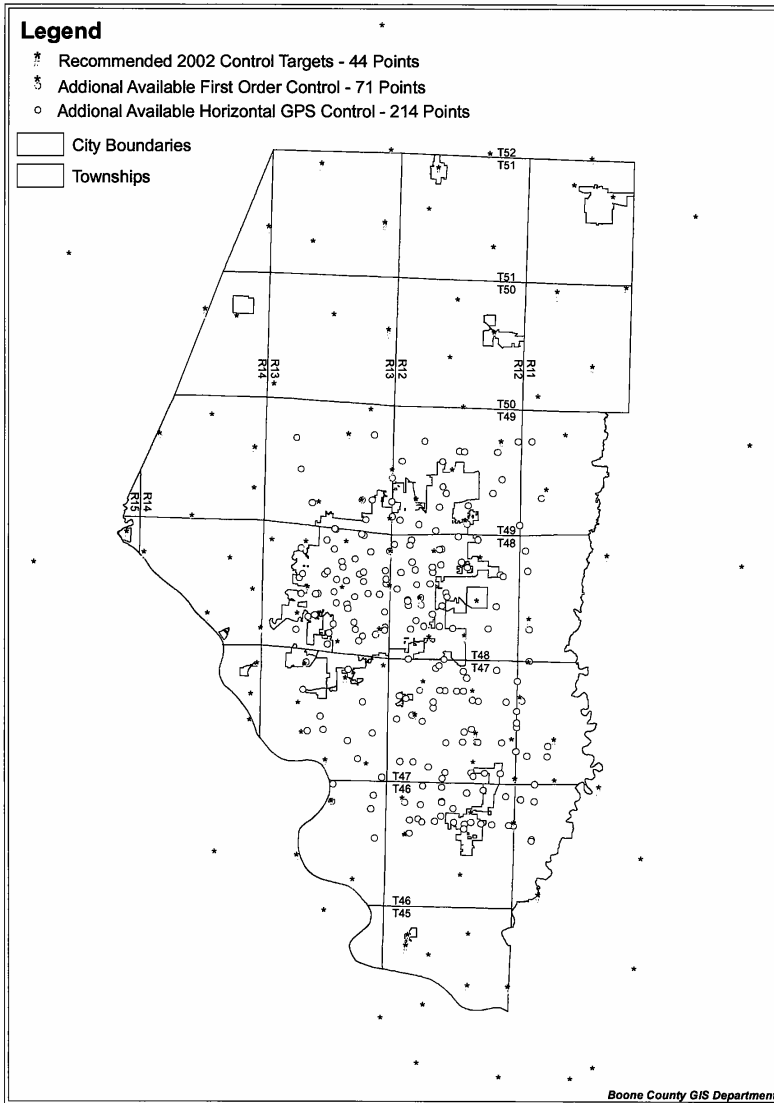 Legend
Recommended 2002 Control Targets - 44 Points
Addional Available First Order Control - 71 Points
Addional Available Horizontal GPS Control - 214 Points
City Boundaries
Townships
T52
T51
T51
T50
R14
R13
R13
R12
R12
R11
T50
T49
R15
R14
T49
T48
T48
T47
T47
T46
T46
T45
Boone County GIS Department